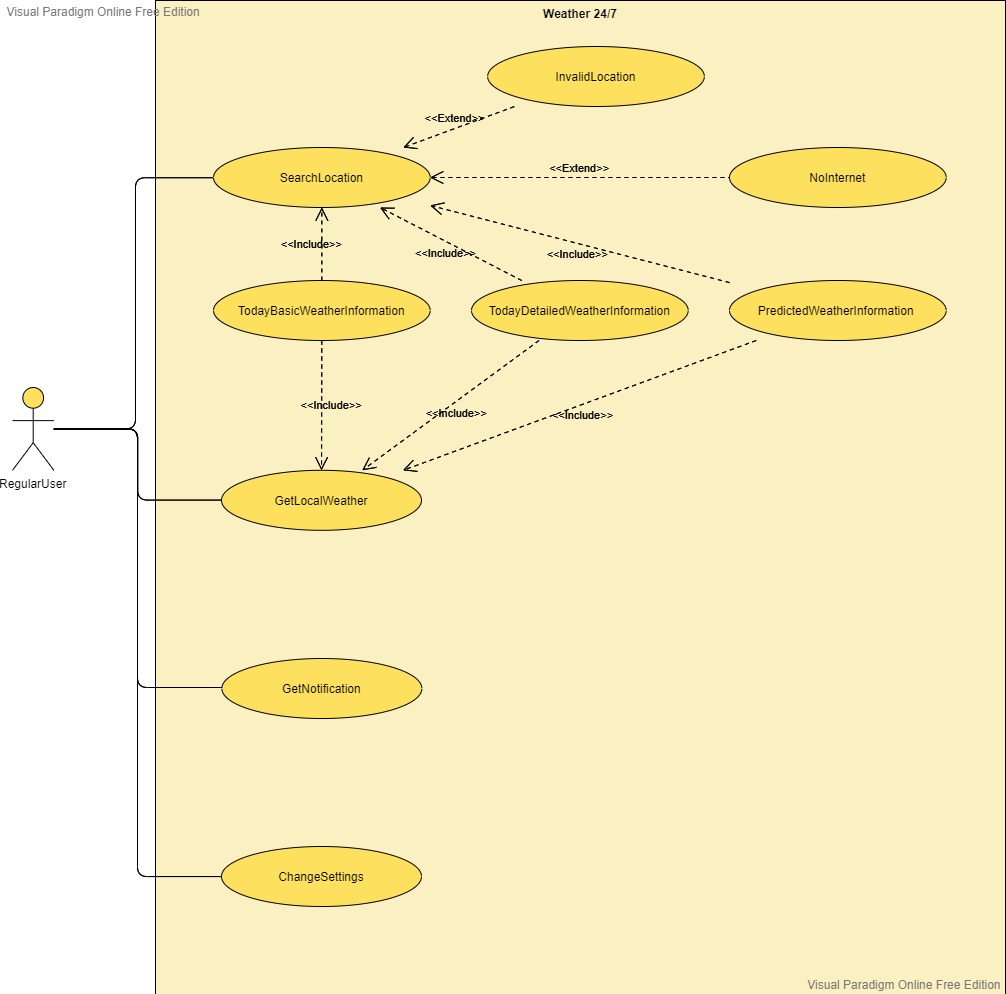 Visual Paradigm Online Free Edition
Weather 24/7
InvalidLocation
<<Extend>>
SearchLocation
<<Extend>>
NoInternet
<<Include>>
<<Include>>
<<Include>>
TodayBasicWeatherInformation
TodayDetailedWeatherInformation
PredictedWeatherInformation
<<Include>>
<<Include>>
<<Include>>
RegularUser
GetLocalWeather
GetNotification
ChangeSettings
Visual Paradigm Online Free Edition